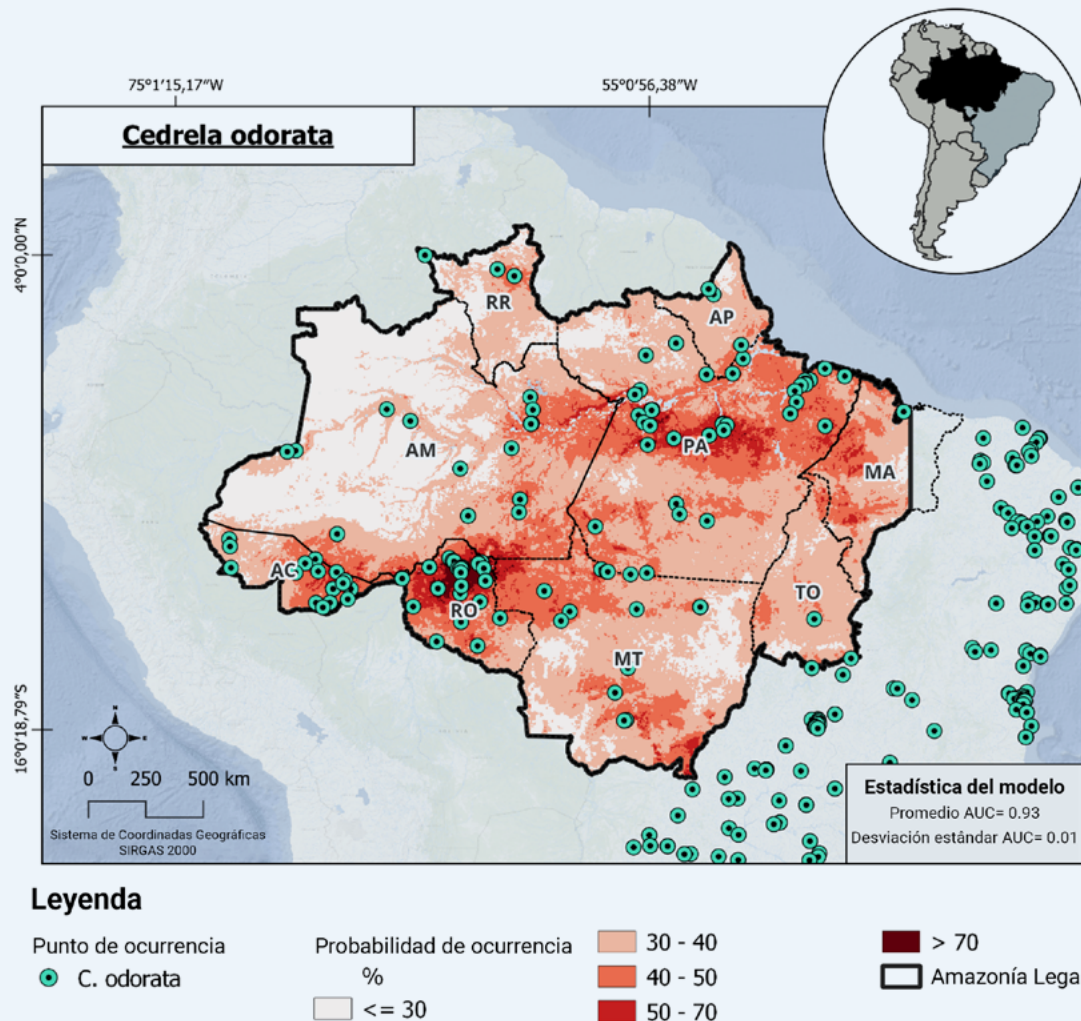 75°1'15,17"W
55°0'56,38"W
Cedrela odorata
4°0'0,00"N
RR
AP
AM
PA
MA
AC
RO
TO
MT
16°0'18,79"S
0 250 500 km
Sistema de Coordinadas Geográficas
SIRGAS 2000
Estadística del modelo
Promedio AUC= 0.93
Desviación estándar AUC= 0.01
Leyenda
Punto de ocurrencia
C. odorata
Probabilidad de ocurrencia
%
<= 30
30 - 40
40 - 50
50 - 70
> 70
Amazonía Lega